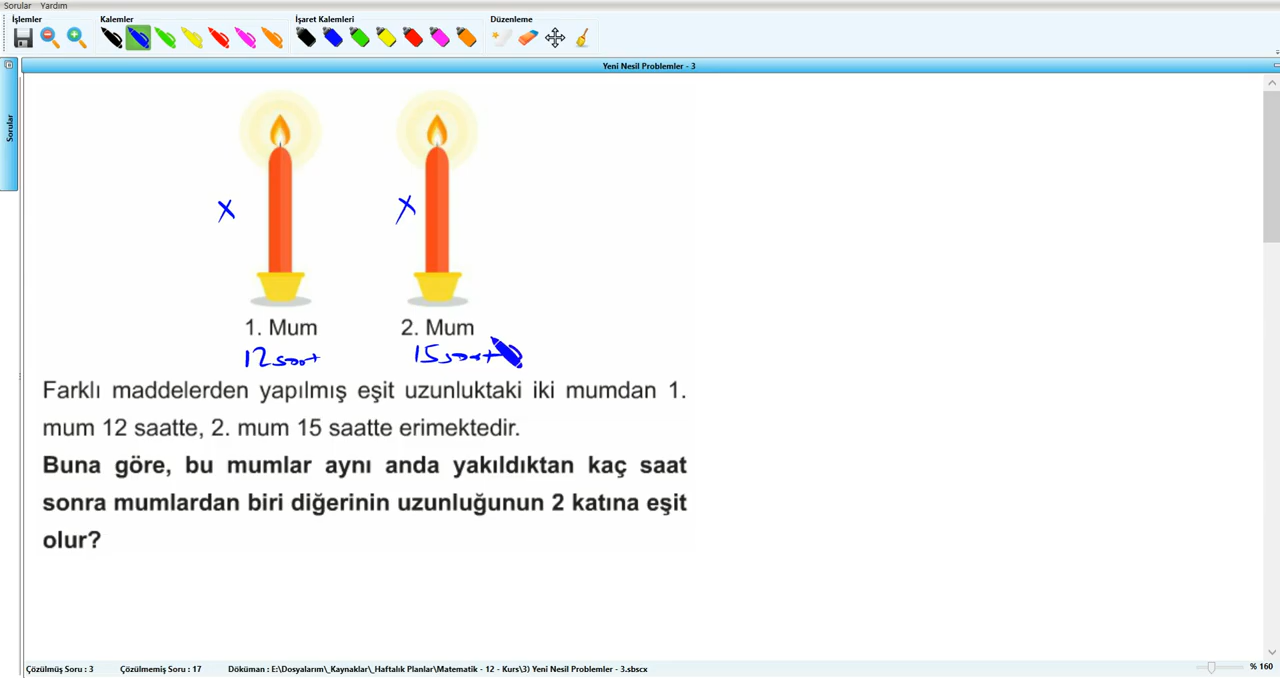 Sorular Yardım
İşlemler Kalemler İşaret Kalemleri Düzenleme
Yeni Nesil Problemler - 3
Sorular
x x
1. Mum 2. Mum
12 saat 15 saat
Farklı maddelerden yapılmış eşit uzunluktaki iki mumdan 1.
mum 12 saatte, 2. mum 15 saatte erimektedir.
Buna göre, bu mumlar aynı anda yakıldıktan kaç saat
sonra mumlardan biri diğerinin uzunluğunun 2 katına eşit
olur?
Çözülmüş Soru : 3 Çözülmemiş Soru : 17 Döküman : E:\Dosyalarım\_Kaynaklar\_Haftalık Planlar\Matematik - 12 - Kurs\3) Yeni Nesil Problemler - 3.sbscx % 160